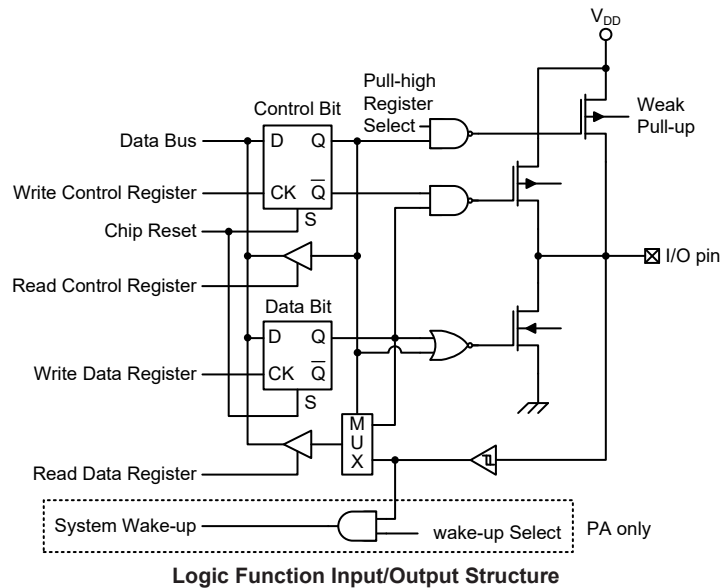 V_DD
Pull-high
Register
Select
Control Bit
Weak
Pull-up
Data Bus
D
Q
Write Control Register
CK
Q̅
S
Chip Reset
I/O pin
Read Control Register
Data Bit
D
Q
Write Data Register
CK
Q̅
S
M
U
X
Read Data Register
System Wake-up
wake-up Select
PA only
Logic Function Input/Output Structure